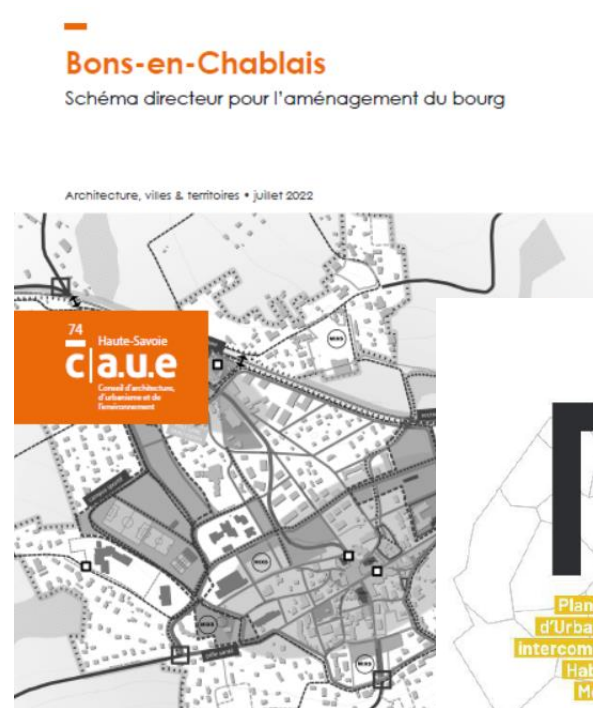 Bons-en-Chablais
Schéma directeur pour l'aménagement du bourg
Architecture, villes & territoires • juillet 2022
74
Haute-Savoie
c|a.u.e
Conseil d'architecture,
d'urbanisme et de
l'environnement
Plan
d'Urba
intercom
Hab